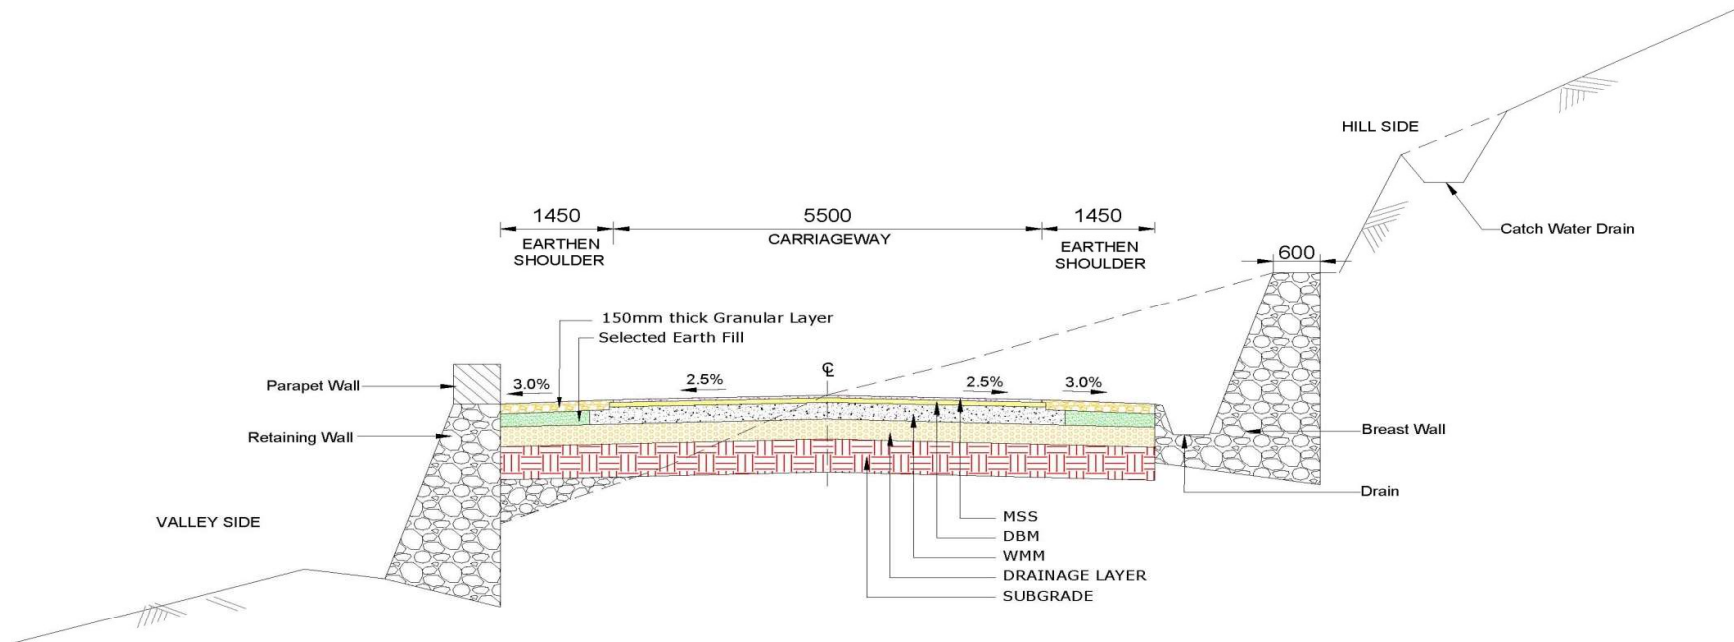 HILL SIDE
1450
5500
1450
EARTHEN
SHOULDER
CARRIAGEWAY
EARTHEN
SHOULDER
Catch Water Drain
600
150mm thick Granular Layer
Selected Earth Fill
Parapet Wall
3.0%
2.5%
℄
2.5%
3.0%
Retaining Wall
Breast Wall
Drain
VALLEY SIDE
MSS
DBM
WMM
DRAINAGE LAYER
SUBGRADE